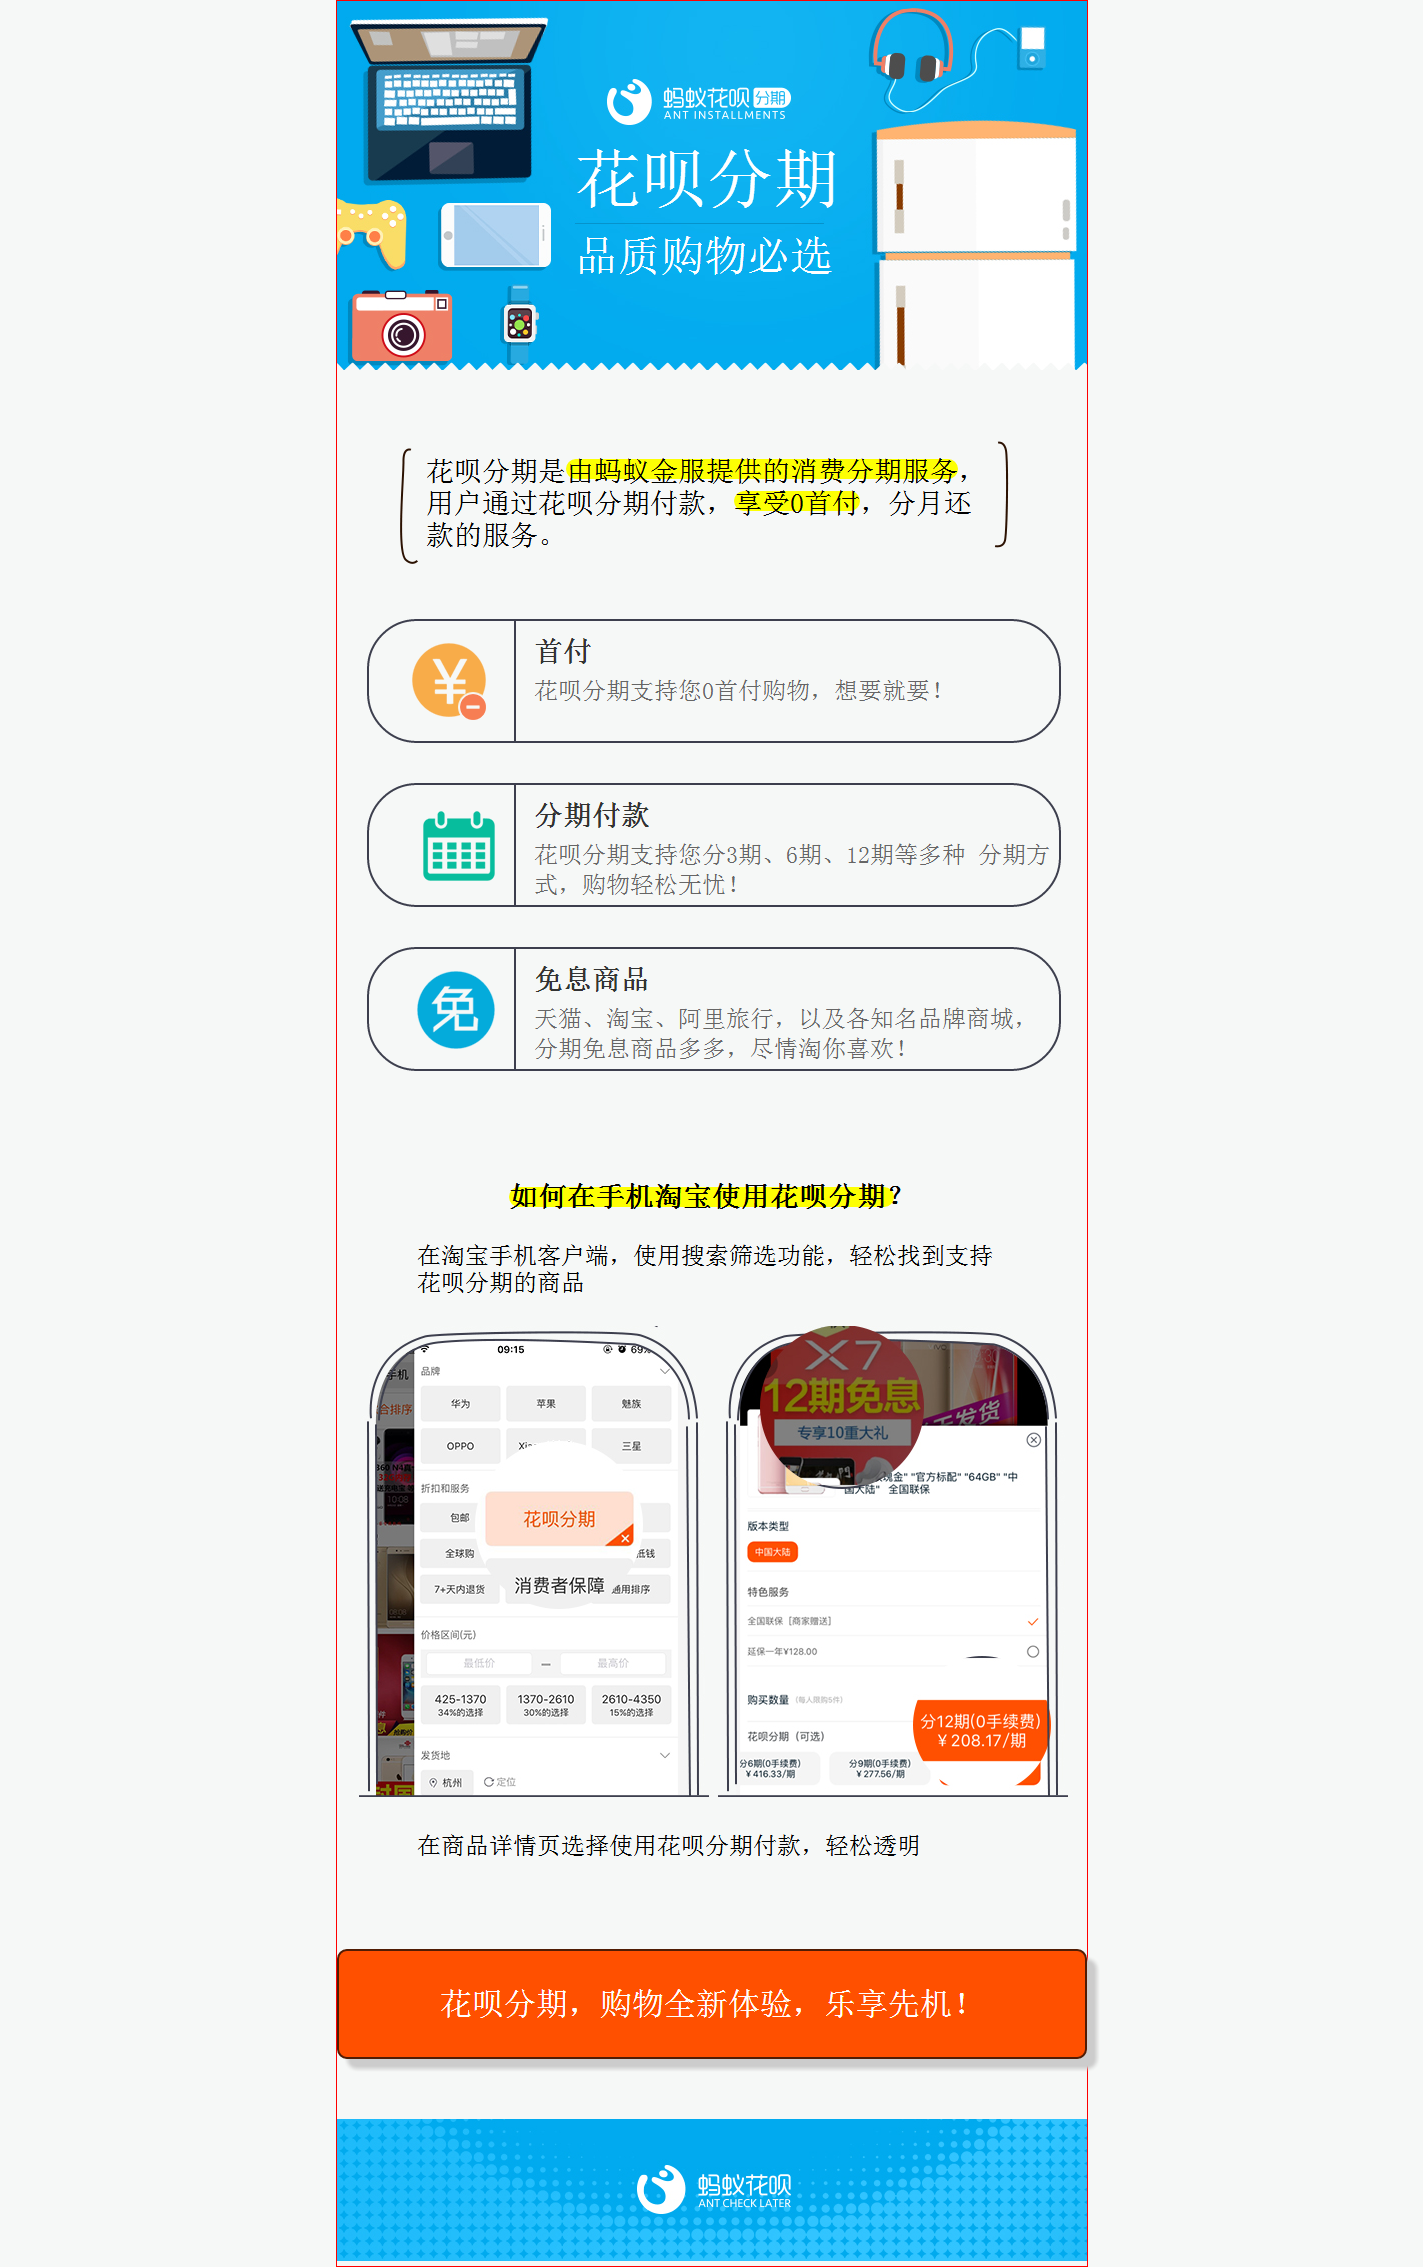 蚂蚁花呗 分期
ANT INSTALLMENTS
花呗分期
品质购物必选
花呗分期是由蚂蚁金服提供的消费分期服务，
用户通过花呗分期付款，享受0首付，分月还
款的服务。
首付
花呗分期支持您0首付购物，想要就要！
分期付款
花呗分期支持您分3期、6期、12期等多种 分期方
式，购物轻松无忧！
免
免息商品
天猫、淘宝、阿里旅行，以及各知名品牌商城，
分期免息商品多多，尽情淘你喜欢！
如何在手机淘宝使用花呗分期？
在淘宝手机客户端，使用搜索筛选功能，轻松找到支持
花呗分期的商品
09:15
69%
手机
合排序
品牌
华为 苹果 魅族
OPPO 三星
折扣和服务
包邮
花呗分期
全球购 抵钱
7+天内退货 消费者保障 通用排序
价格区间(元)
最低价 — 最高价
425-1370 1370-2610 2610-4350
34%的选择 30%的选择 15%的选择
发货地
杭州 定位
X7
12期免息
专享10重大礼
现金" "官方标配" "64GB" "中
国大陆" 全国联保
版本类型
中国大陆
特色服务
全国联保 [商家赠送]
延保一年¥128.00
购买数量 (每人限购5件)
花呗分期（可选）
分12期(0手续费)
¥ 208.17/期
分6期(0手续费) 分9期(0手续费)
¥416.33/期 ¥277.56/期
在商品详情页选择使用花呗分期付款，轻松透明
花呗分期，购物全新体验，乐享先机！
蚂蚁花呗
ANT CHECK LATER